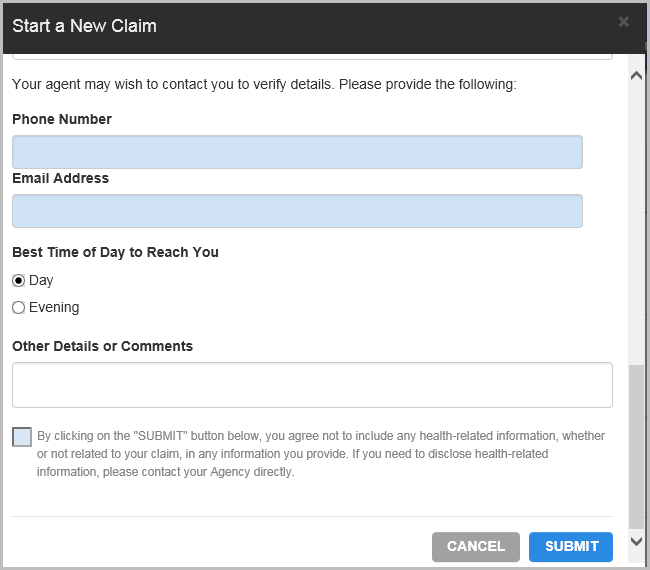 Start a New Claim
Your agent may wish to contact you to verify details. Please provide the following:
Phone Number
Email Address
Best Time of Day to Reach You
Day
Evening
Other Details or Comments
By clicking on the "SUBMIT" button below, you agree not to include any health-related information, whether
or not related to your claim, in any information you provide. If you need to disclose health-related
information, please contact your Agency directly.
CANCEL SUBMIT